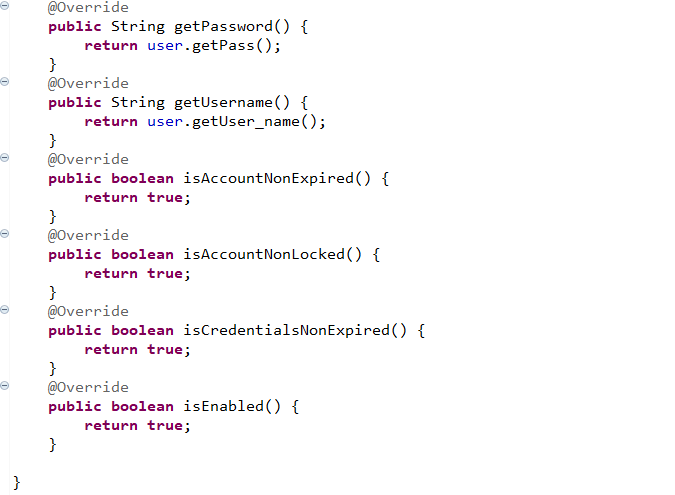 @Override
public String getPassword() {
return user.getPass();
}
@Override
public String getUsername() {
return user.getUser_name();
}
@Override
public boolean isAccountNonExpired() {
return true;
}
@Override
public boolean isAccountNonLocked() {
return true;
}
@Override
public boolean isCredentialsNonExpired() {
return true;
}
@Override
public boolean isEnabled() {
return true;
}
}